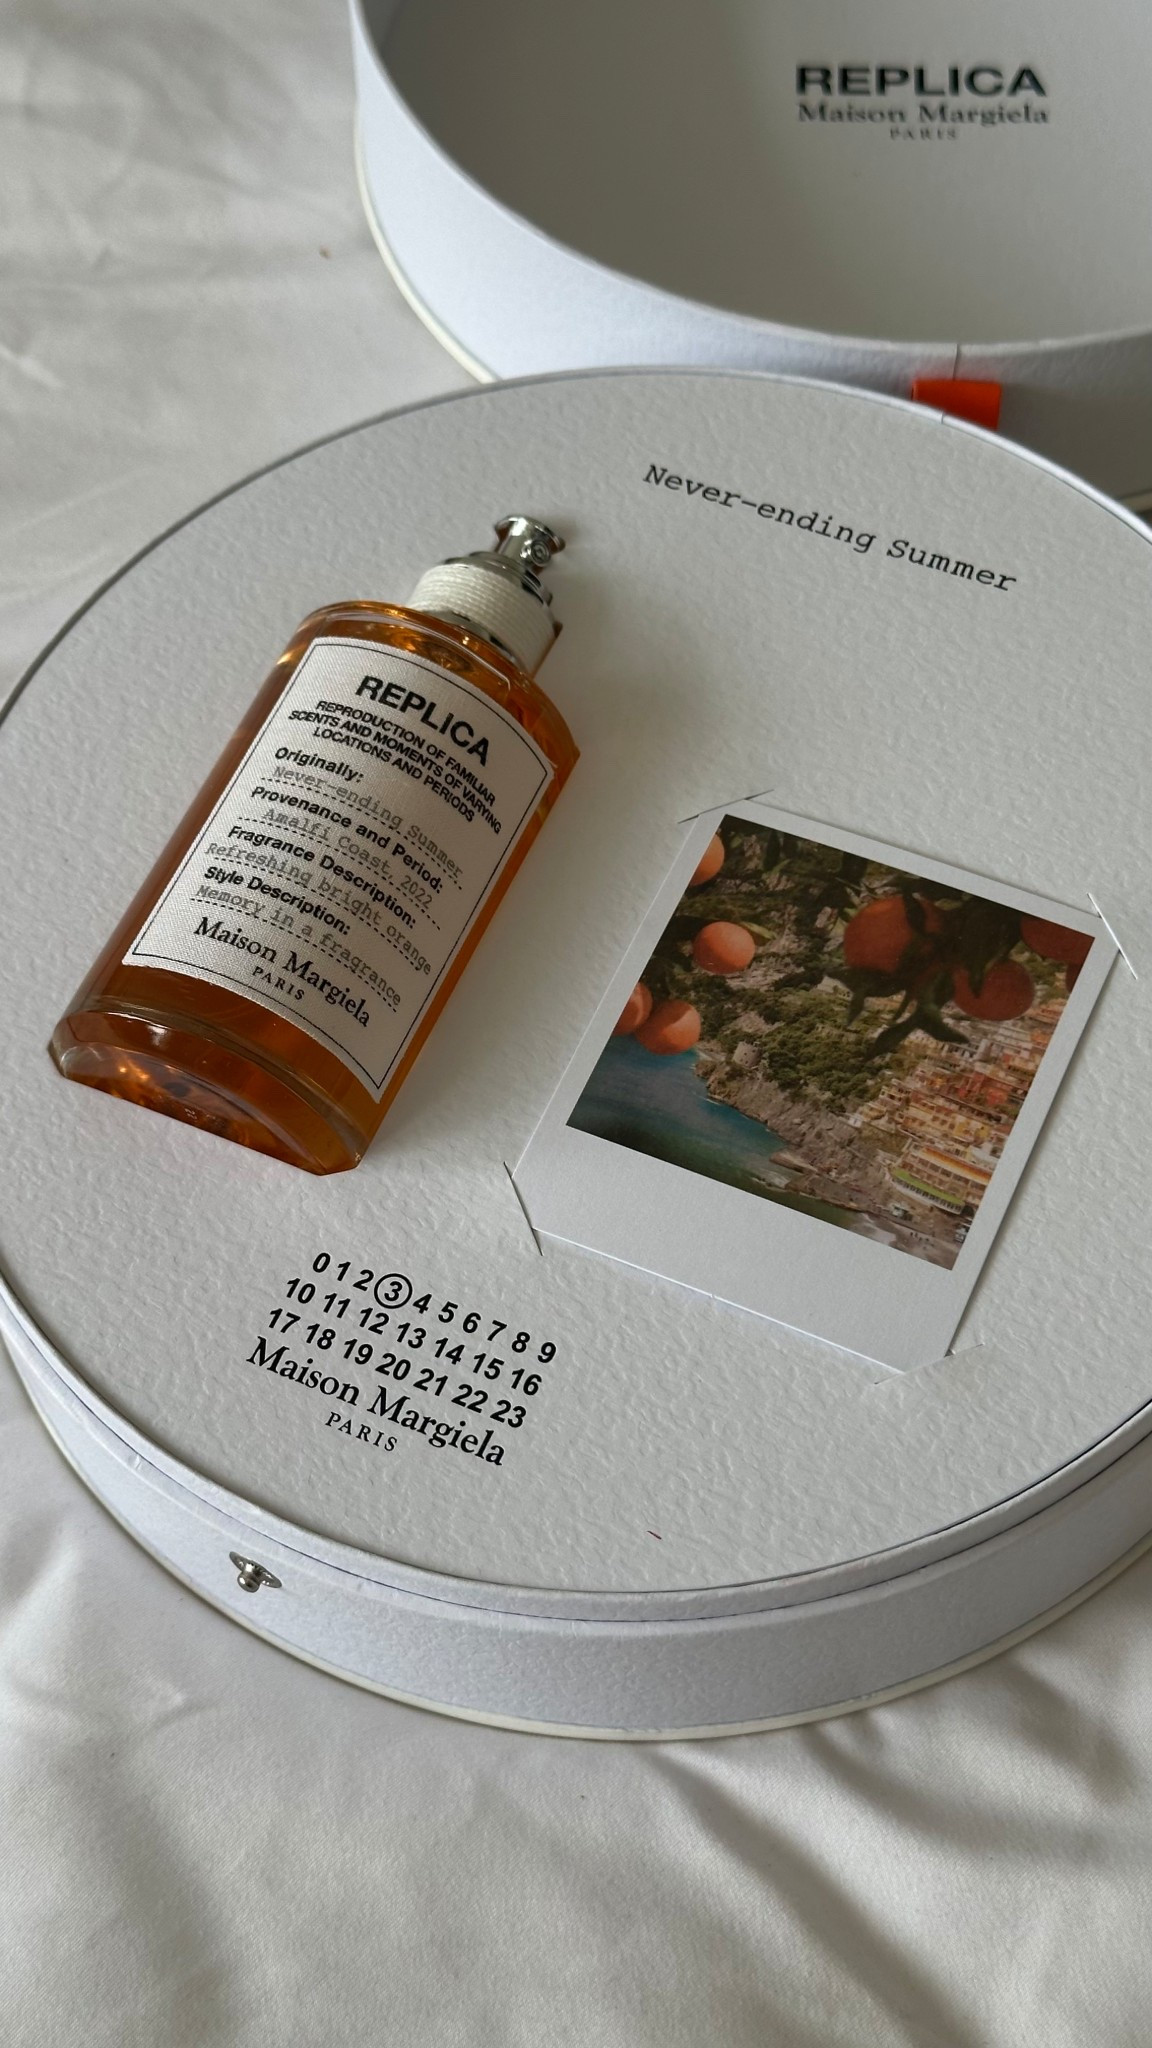 REPLICA
Maison Margiela
PARIS
Never-ending Summer
REPLICA
REPRODUCTION OF FAMILIAR
SCENTS AND MOMENTS OF VARYING
LOCATIONS AND PERIODS
Originally:
Never-ending Summer
Provenance and Period:
Amalfi Coast, 2022
Fragrance Description:
Refreshing bright orange
Style Description:
Memory in a fragrance
Maison Margiela
PARIS
0 1 2 3 4 5 6 7 8 9
10 11 12 13 14 15 16
17 18 19 20 21 22 23
Maison Margiela
PARIS